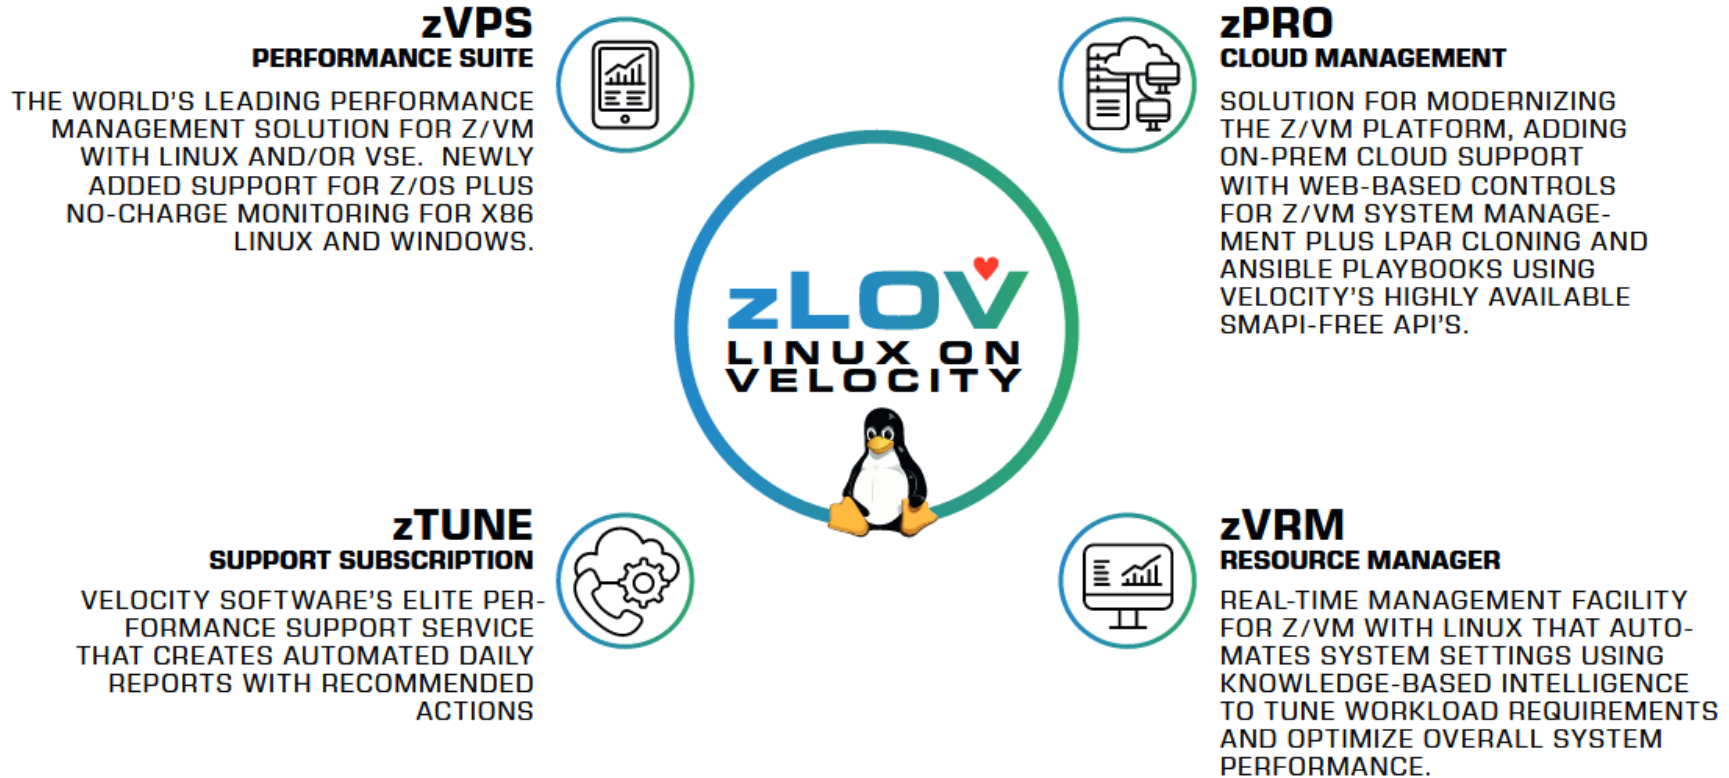 zVPS
PERFORMANCE SUITE
THE WORLD'S LEADING PERFORMANCE
MANAGEMENT SOLUTION FOR Z/VM
WITH LINUX AND/OR VSE.  NEWLY
ADDED SUPPORT FOR Z/OS PLUS
NO-CHARGE MONITORING FOR X86
LINUX AND WINDOWS.
zPRO
CLOUD MANAGEMENT
SOLUTION FOR MODERNIZING
THE Z/VM PLATFORM, ADDING
ON-PREM CLOUD SUPPORT
WITH WEB-BASED CONTROLS
FOR Z/VM SYSTEM MANAGE-
MENT PLUS LPAR CLONING AND
ANSIBLE PLAYBOOKS USING
VELOCITY'S HIGHLY AVAILABLE
SMAPI-FREE API'S.
zLOV
LINUX ON
VELOCITY
zTUNE
SUPPORT SUBSCRIPTION
VELOCITY SOFTWARE'S ELITE PER-
FORMANCE SUPPORT SERVICE
THAT CREATES AUTOMATED DAILY
REPORTS WITH RECOMMENDED
ACTIONS
zVRM
RESOURCE MANAGER
REAL-TIME MANAGEMENT FACILITY
FOR Z/VM WITH LINUX THAT AUTO-
MATES SYSTEM SETTINGS USING
KNOWLEDGE-BASED INTELLIGENCE
TO TUNE WORKLOAD REQUIREMENTS
AND OPTIMIZE OVERALL SYSTEM
PERFORMANCE.